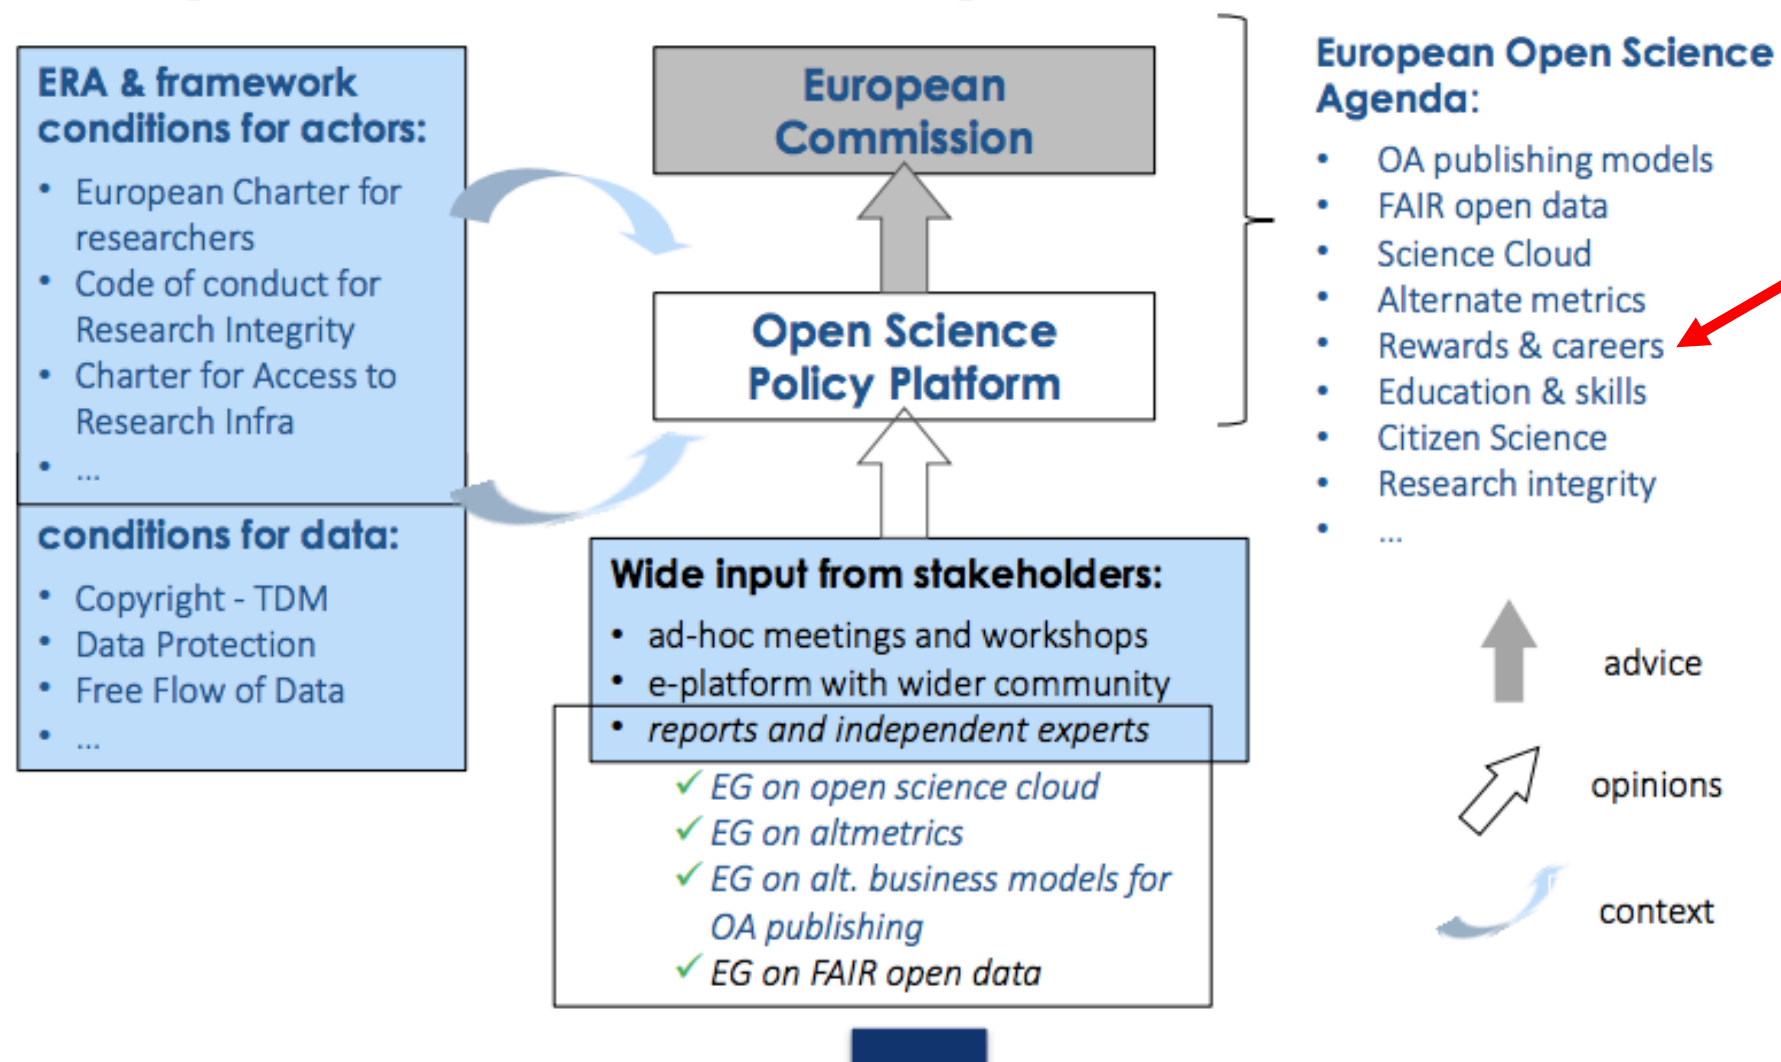 ERA & framework
conditions for actors:
• European Charter for
researchers
• Code of conduct for
Research Integrity
• Charter for Access to
Research Infra
• ...
conditions for data:
• Copyright - TDM
• Data Protection
• Free Flow of Data
• ...
European
Commission
Open Science
Policy Platform
Wide input from stakeholders:
• ad-hoc meetings and workshops
• e-platform with wider community
• reports and independent experts
✓ EG on open science cloud
✓ EG on altmetrics
✓ EG on alt. business models for
OA publishing
✓ EG on FAIR open data
European Open Science
Agenda:
• OA publishing models
• FAIR open data
• Science Cloud
• Alternate metrics
• Rewards & careers
• Education & skills
• Citizen Science
• Research integrity
• ...
advice
opinions
context